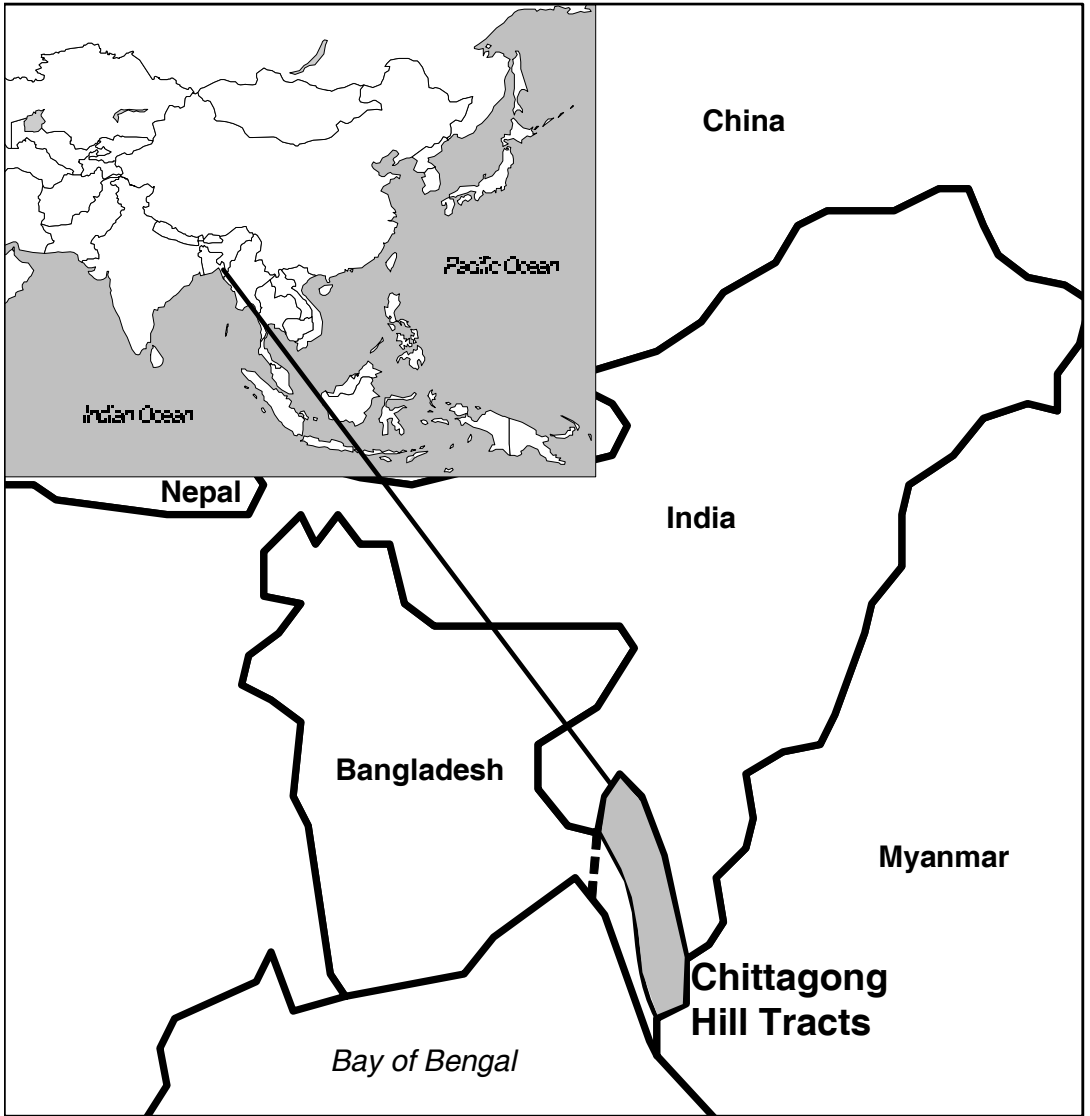 China
Pacific Ocean
Indian Ocean
Nepal
India
Bangladesh
Myanmar
Chittagong
Hill Tracts
Bay of Bengal